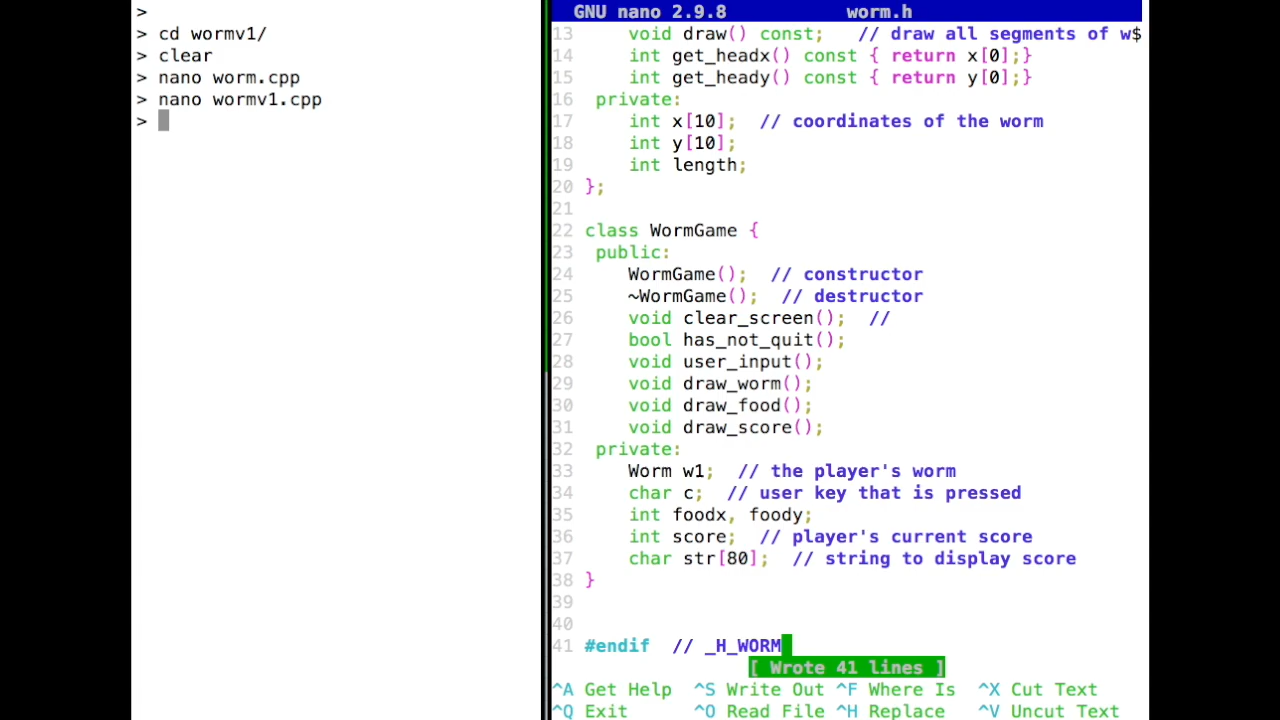 >
> cd wormv1/
> clear
> nano worm.cpp
> nano wormv1.cpp
>
GNU nano 2.9.8 worm.h
13 void draw() const; // draw all segments of w$
14 int get_headx() const { return x[0];}
15 int get_heady() const { return y[0];}
16 private:
17 int x[10]; // coordinates of the worm
18 int y[10];
19 int length;
20 };
21
22 class WormGame {
23 public:
24 WormGame(); // constructor
25 ~WormGame(); // destructor
26 void clear_screen(); //
27 bool has_not_quit();
28 void user_input();
29 void draw_worm();
30 void draw_food();
31 void draw_score();
32 private:
33 Worm w1; // the player's worm
34 char c; // user key that is pressed
35 int foodx, foody;
36 int score; // player's current score
37 char str[80]; // string to display score
38 }
39
40
41 #endif // _H_WORM
[ Wrote 41 lines ]
^A Get Help ^S Write Out ^F Where Is ^X Cut Text
^Q Exit ^O Read File ^H Replace ^V Uncut Text